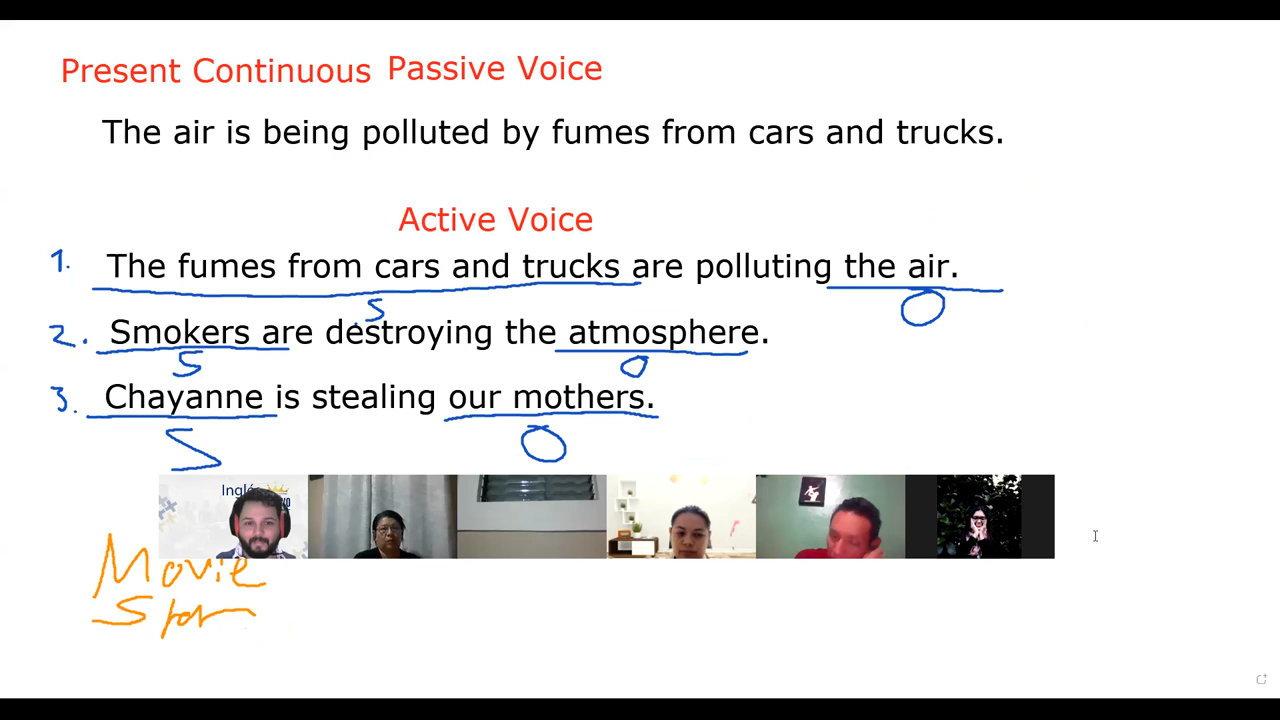 Present Continuous Passive Voice
The air is being polluted by fumes from cars and trucks.
Active Voice
1. The fumes from cars and trucks are polluting the air.
S O
2. Smokers are destroying the atmosphere.
S O
3. Chayanne is stealing our mothers.
S O
Inglés
Movie
Star